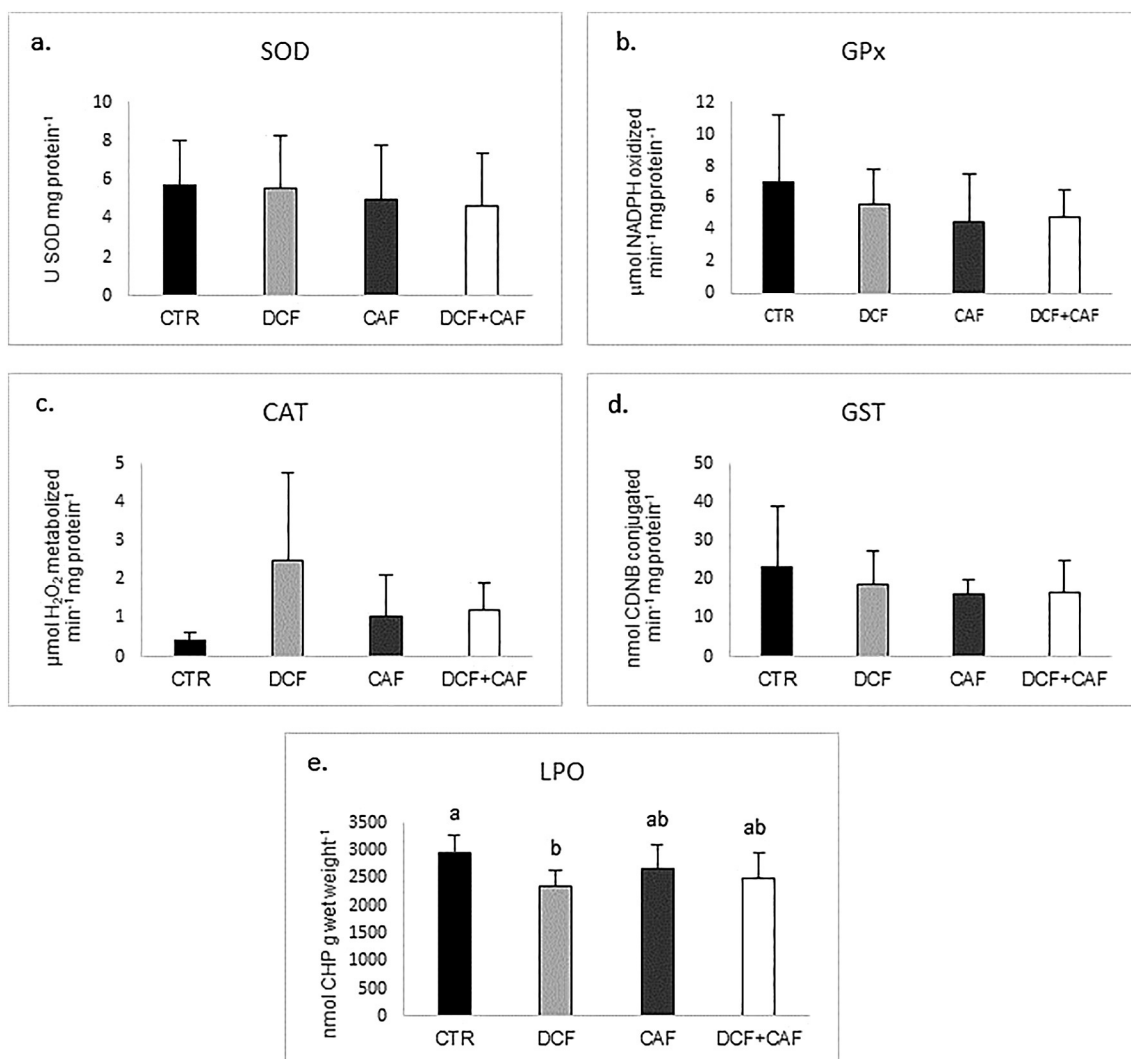 a.
SOD
U SOD mg protein⁻¹
10
8
6
4
2
0
CTR DCF CAF DCF+CAF
b.
GPx
µmol NADPH oxidized
min⁻¹ mg protein⁻¹
12
10
8
6
4
2
0
CTR DCF CAF DCF+CAF
c.
CAT
µmol H₂O₂ metabolized
min⁻¹ mg protein⁻¹
5
4
3
2
1
0
CTR DCF CAF DCF+CAF
d.
GST
nmol CDNB conjugated
min⁻¹ mg protein⁻¹
50
40
30
20
10
0
CTR DCF CAF DCF+CAF
e.
LPO
nmol CHP g wet weight⁻¹
3500
3000
2500
2000
1500
1000
500
0
a b ab ab
CTR DCF CAF DCF+CAF